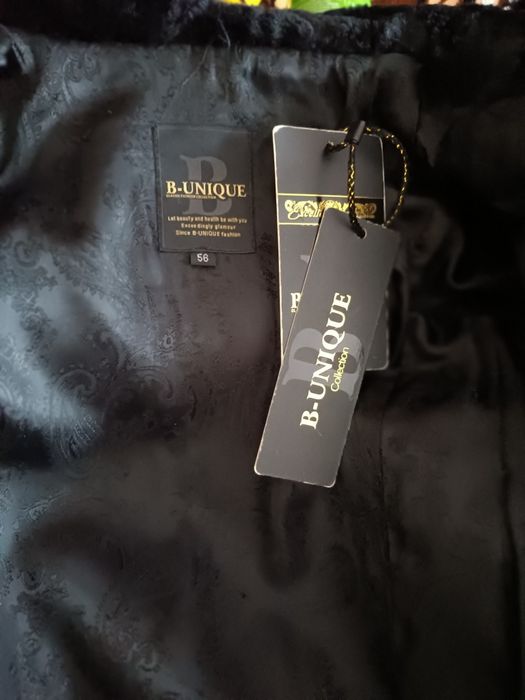 B-UNIQUE
Let beauty and health be with you
Exceedingly glamour
Since B-UNIQUE fashion
56
B-UNIQUE
Collection